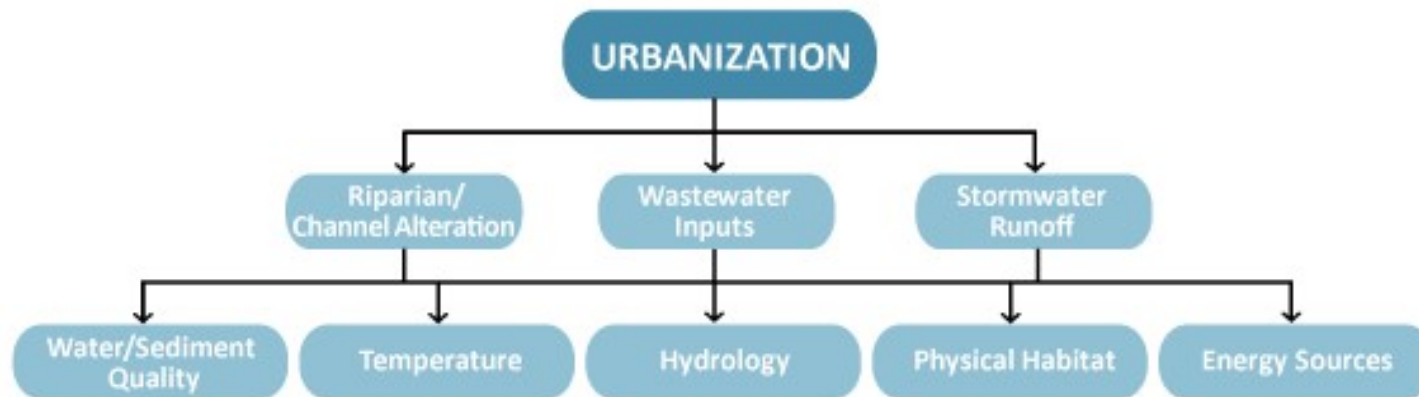 URBANIZATION
Riparian/
Channel Alteration
Wastewater
Inputs
Stormwater
Runoff
Water/Sediment
Quality
Temperature
Hydrology
Physical Habitat
Energy Sources